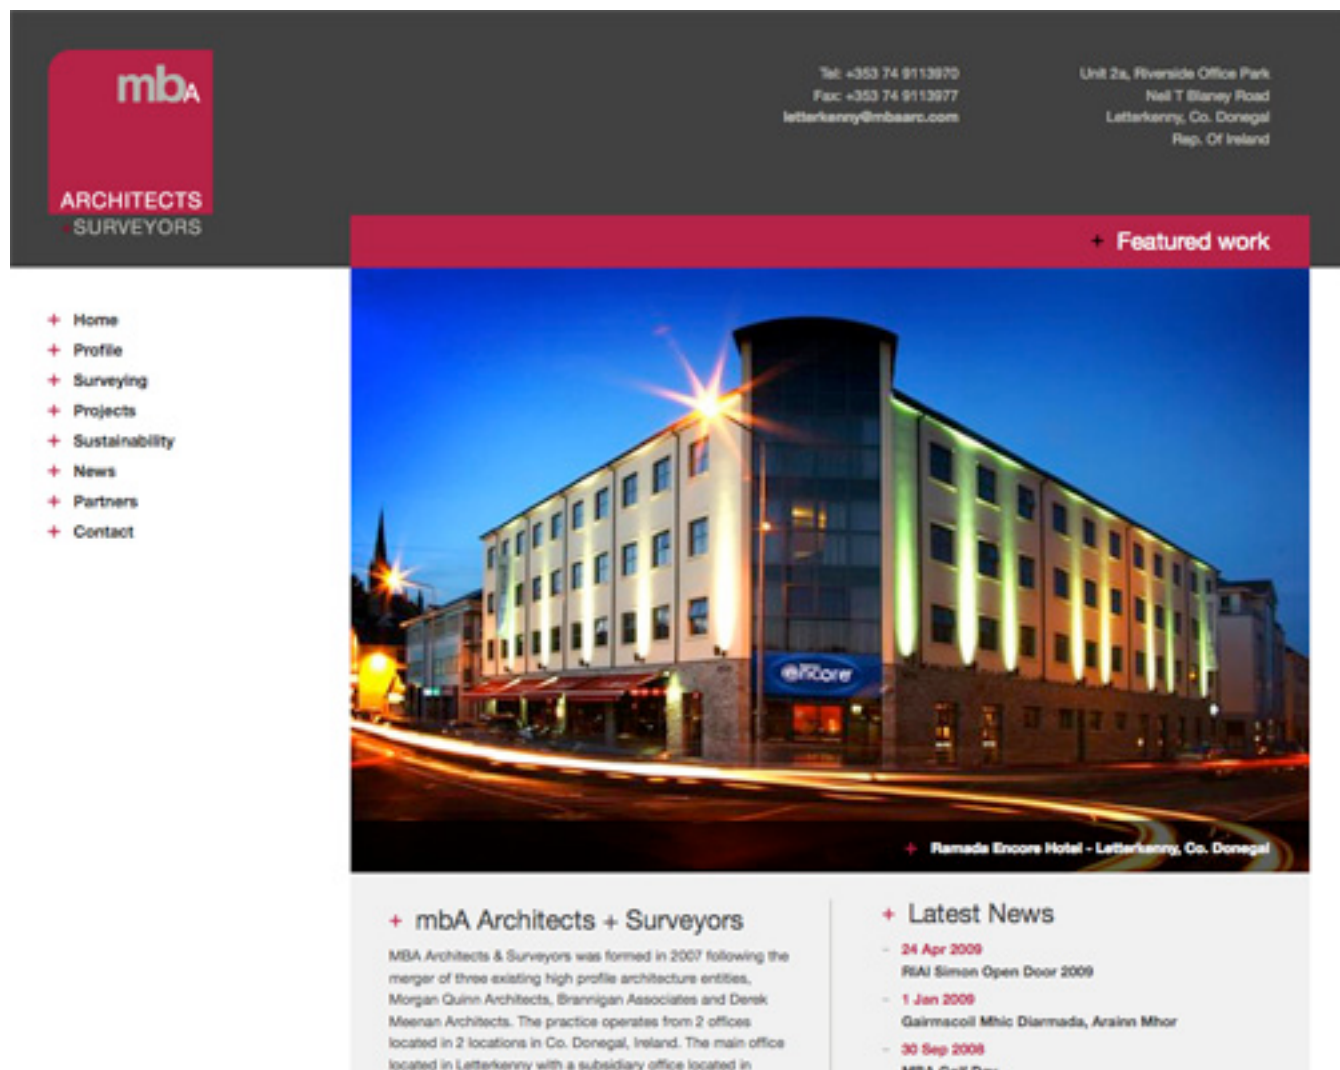 mbA
ARCHITECTS
+SURVEYORS
Tel: +353 74 9113970
Fax: +353 74 9113977
letterkenny@mbaarc.com
Unit 2a, Riverside Office Park
Neil T Blaney Road
Letterkenny, Co. Donegal
Rep. Of Ireland
+ Featured work
+ Home
+ Profile
+ Surveying
+ Projects
+ Sustainability
+ News
+ Partners
+ Contact
encore
+ Ramada Encore Hotel - Letterkenny, Co. Donegal
+ mbA Architects + Surveyors
MBA Architects & Surveyors was formed in 2007 following the
merger of three existing high profile architecture entities,
Morgan Quinn Architects, Brannigan Associates and Derek
Meenan Architects. The practice operates from 2 offices
located in 2 locations in Co. Donegal, Ireland. The main office
located in Letterkenny with a subsidiary office located in
+ Latest News
- 24 Apr 2009
RIAI Simon Open Door 2009
- 1 Jan 2009
Gairmscoil Mhic Diarmada, Arainn Mhor
- 30 Sep 2008
MBA Golf Day